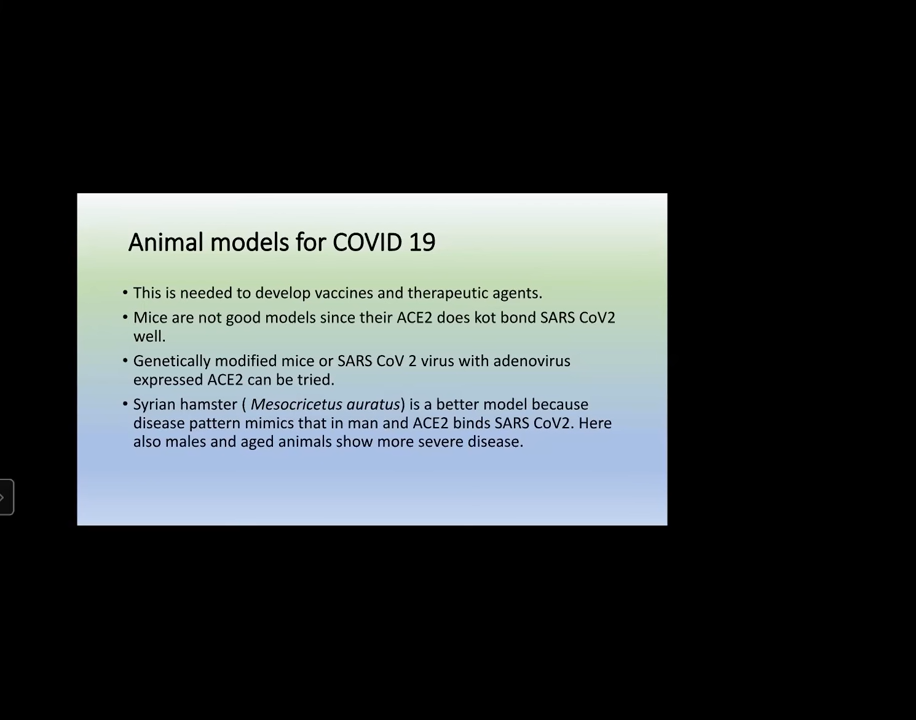 Animal models for COVID 19
• This is needed to develop vaccines and therapeutic agents.
• Mice are not good models since their ACE2 does kot bond SARS CoV2
well.
• Genetically modified mice or SARS CoV 2 virus with adenovirus
expressed ACE2 can be tried.
• Syrian hamster ( Mesocricetus auratus) is a better model because
disease pattern mimics that in man and ACE2 binds SARS CoV2. Here
also males and aged animals show more severe disease.